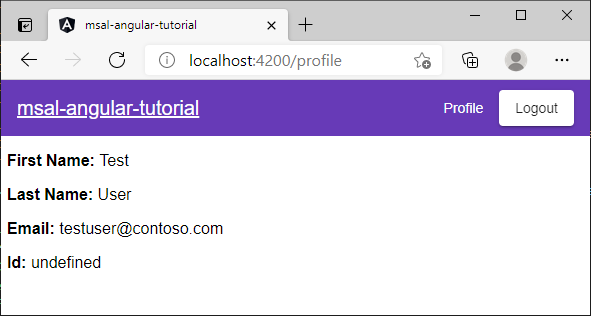 msal-angular-tutorial
localhost:4200/profile
msal-angular-tutorial Profile Logout
First Name: Test
Last Name: User
Email: testuser@contoso.com
Id: undefined